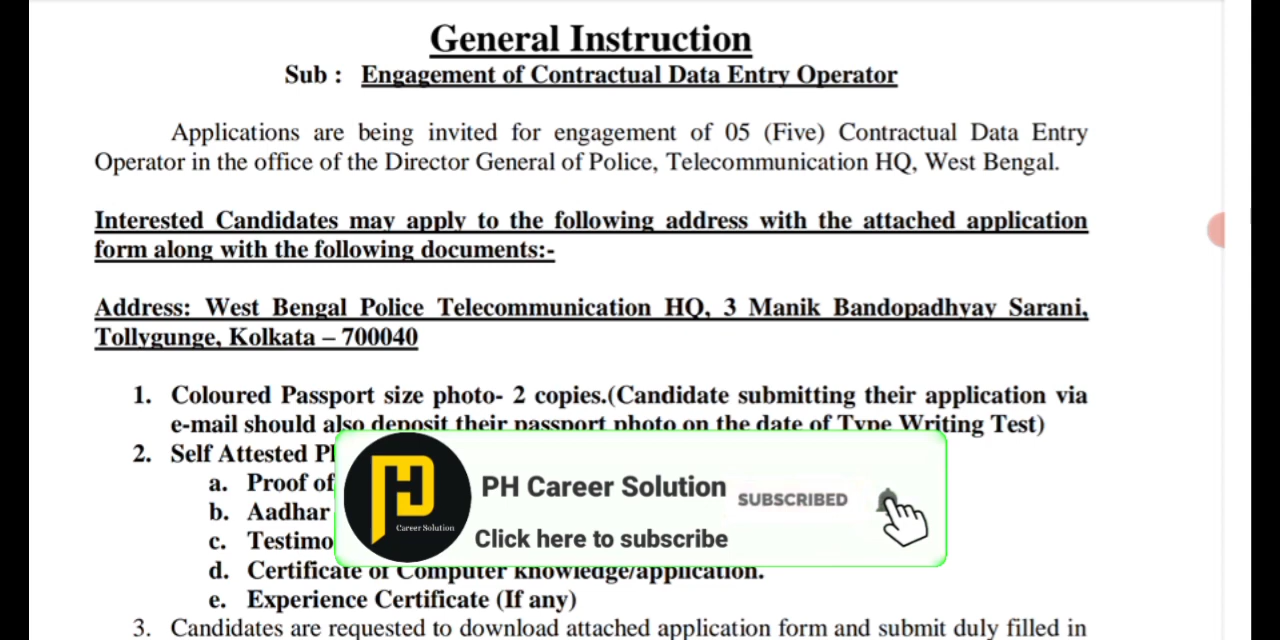 General Instruction
Sub : Engagement of Contractual Data Entry Operator
Applications are being invited for engagement of 05 (Five) Contractual Data Entry
Operator in the office of the Director General of Police, Telecommunication HQ, West Bengal.
Interested Candidates may apply to the following address with the attached application
form along with the following documents:-
Address: West Bengal Police Telecommunication HQ, 3 Manik Bandopadhyay Sarani,
Tollygunge, Kolkata – 700040
1. Coloured Passport size photo- 2 copies.(Candidate submitting their application via
e-mail should also deposit their passport photo on the date of Type Writing Test)
2. Self Attested
a. Proof of
b. Aadhar
c.
d. Certificate of Computer knowledge/application.
e. Experience Certificate (If any)
3. Candidates are requested to download attached application form and submit duly filled in
Career Solution
PH Career Solution
SUBSCRIBED
Click here to subscribe